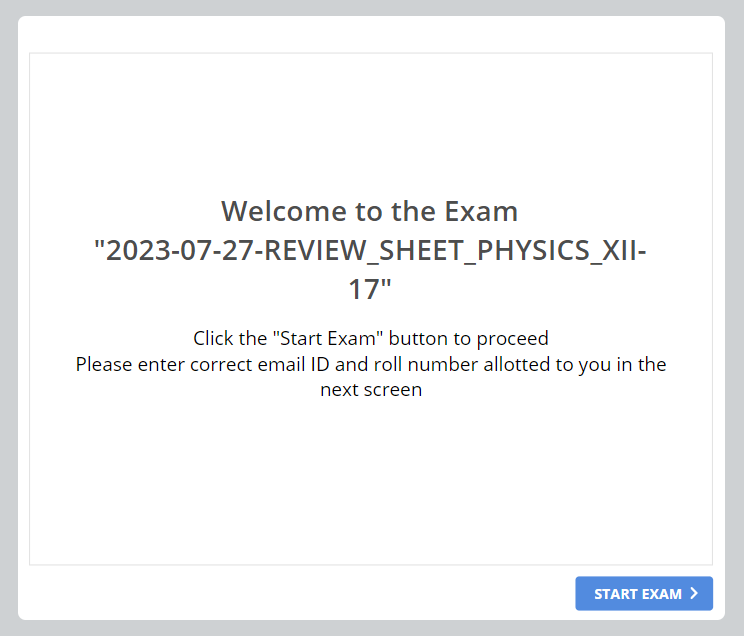 Welcome to the Exam
"2023-07-27-REVIEW_SHEET_PHYSICS_XII-
17"
Click the "Start Exam" button to proceed
Please enter correct email ID and roll number allotted to you in the
next screen
START EXAM